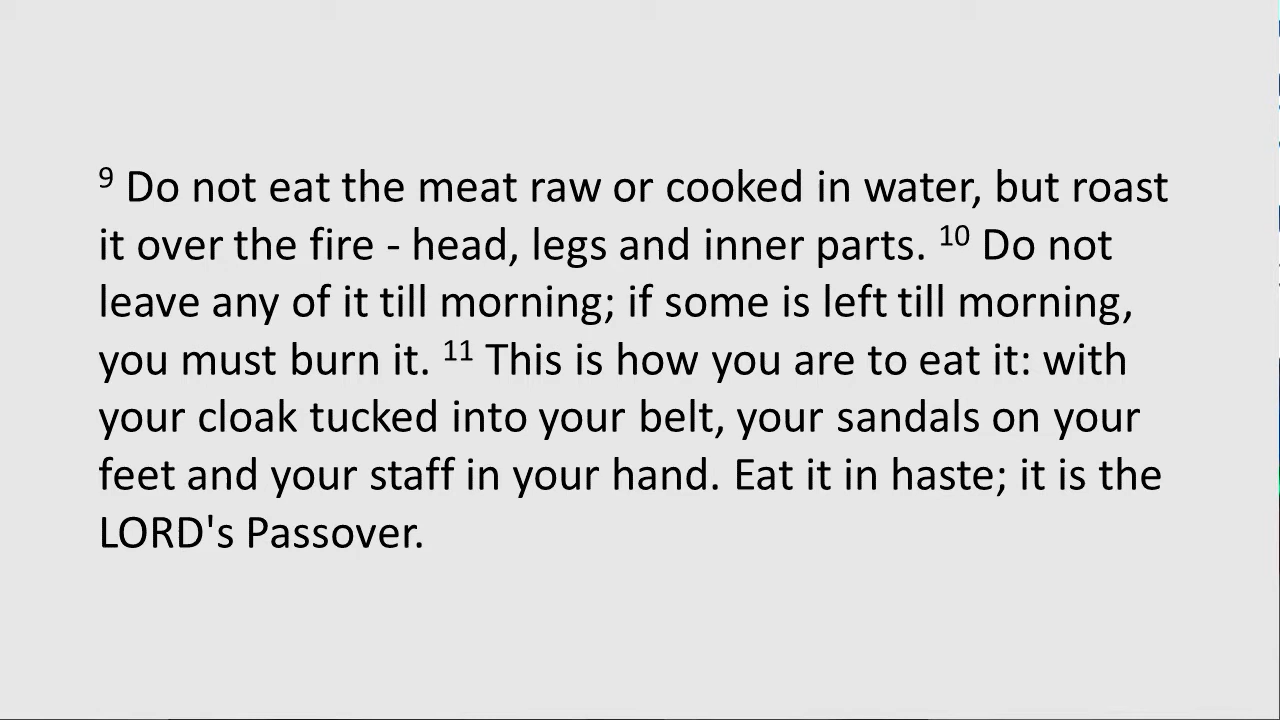 9 Do not eat the meat raw or cooked in water, but roast
it over the fire - head, legs and inner parts. 10 Do not
leave any of it till morning; if some is left till morning,
you must burn it. 11 This is how you are to eat it: with
your cloak tucked into your belt, your sandals on your
feet and your staff in your hand. Eat it in haste; it is the
LORD's Passover.